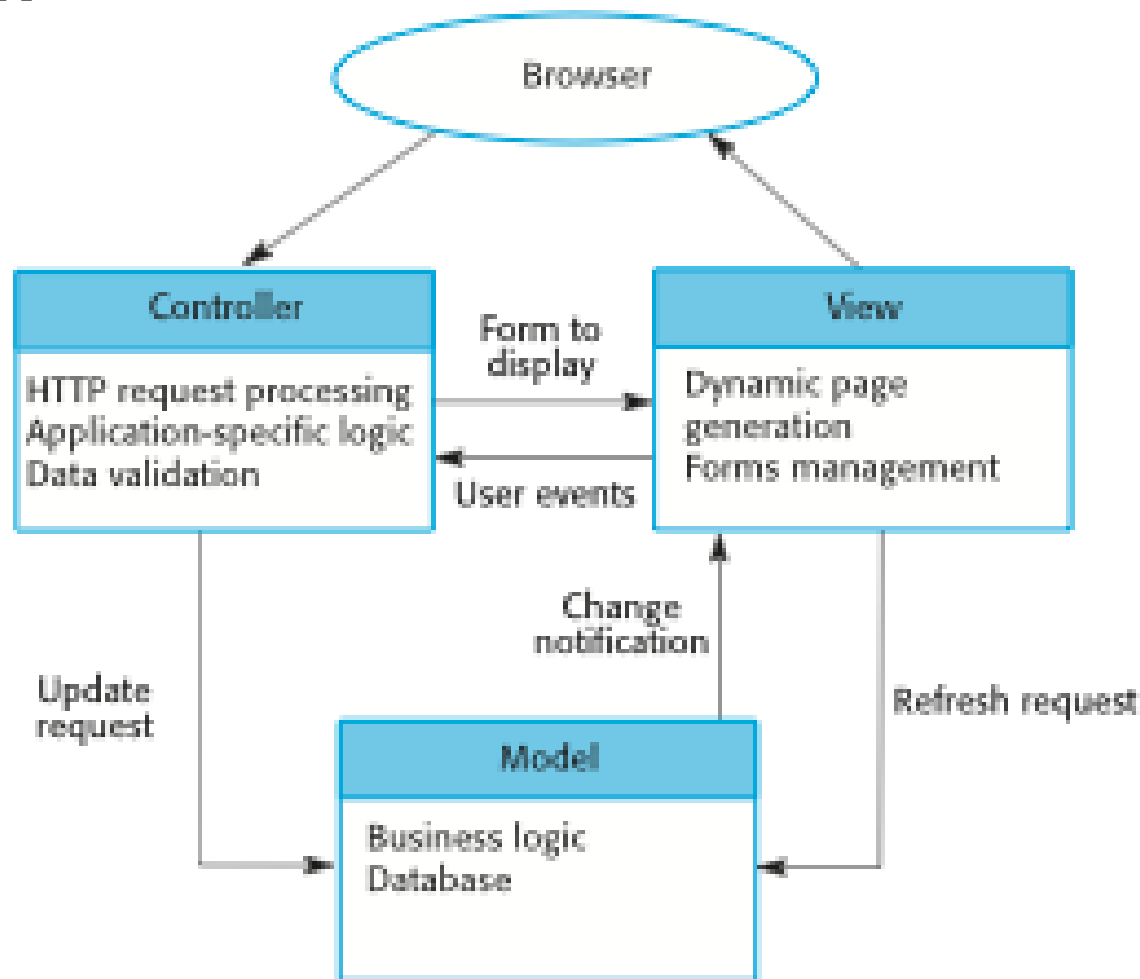 Browser
Controller
HTTP request processing
Application-specific logic
Data validation
Form to
display
User events
View
Dynamic page
generation
Forms management
Update
request
Change
notification
Refresh request
Model
Business logic
Database